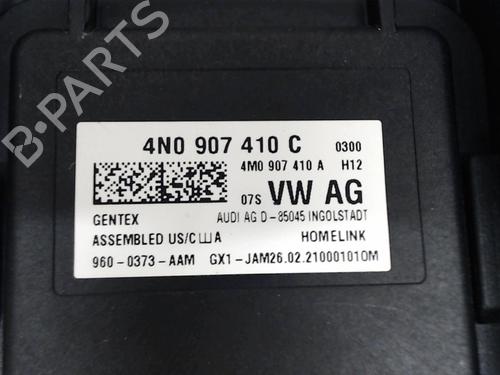 B-PARTS
4N0 907 410 C 0300
4M0 907 410 A H12
07S VW AG
GENTEX AUDI AG D-85045 INGOLSTADT
ASSEMBLED US/CШA HOMELINK
960-0373-AAM GX1-JAM26.02.210001010M